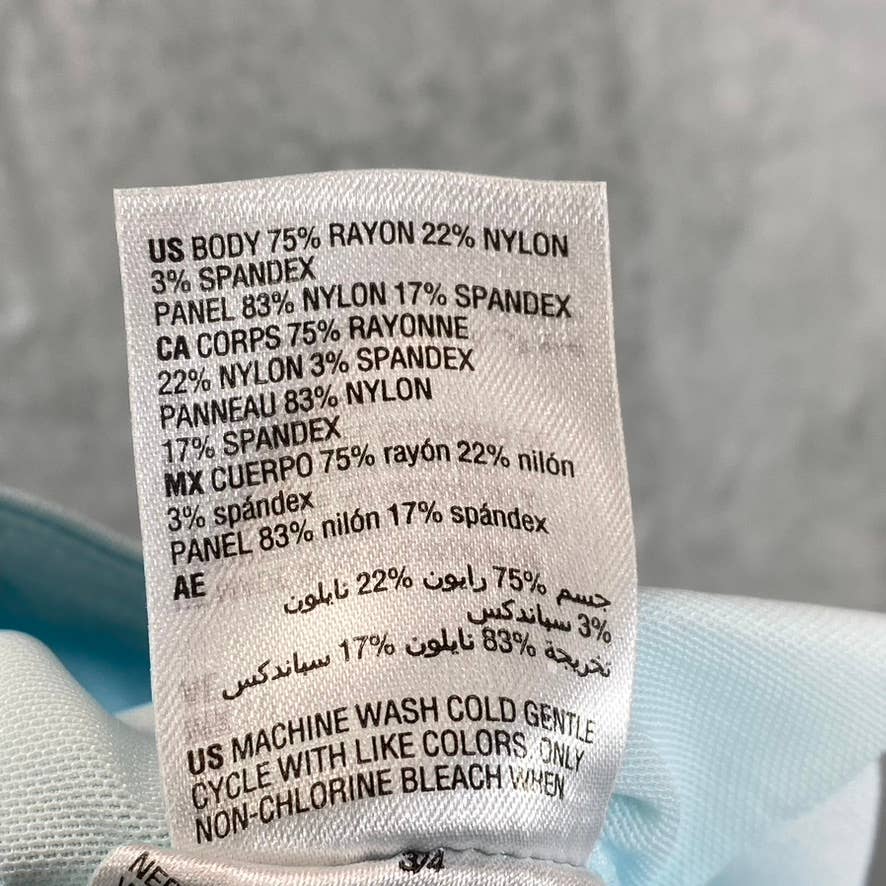 US BODY 75% RAYON 22% NYLON
3% SPANDEX
PANEL 83% NYLON 17% SPANDEX
CA CORPS 75% RAYONNE
22% NYLON 3% SPANDEX
PANNEAU 83% NYLON
17% SPANDEX
MX CUERPO 75% rayón 22% nilón
3% spándex
PANEL 83% nilón 17% spándex
AE
جسم 75% رايون 22% نايلون
3% سباندكس
تخريجة 83% نايلون 17% سباندكس
US MACHINE WASH COLD GENTLE
CYCLE WITH LIKE COLORS. ONLY
NON-CHLORINE BLEACH WHEN
3/4